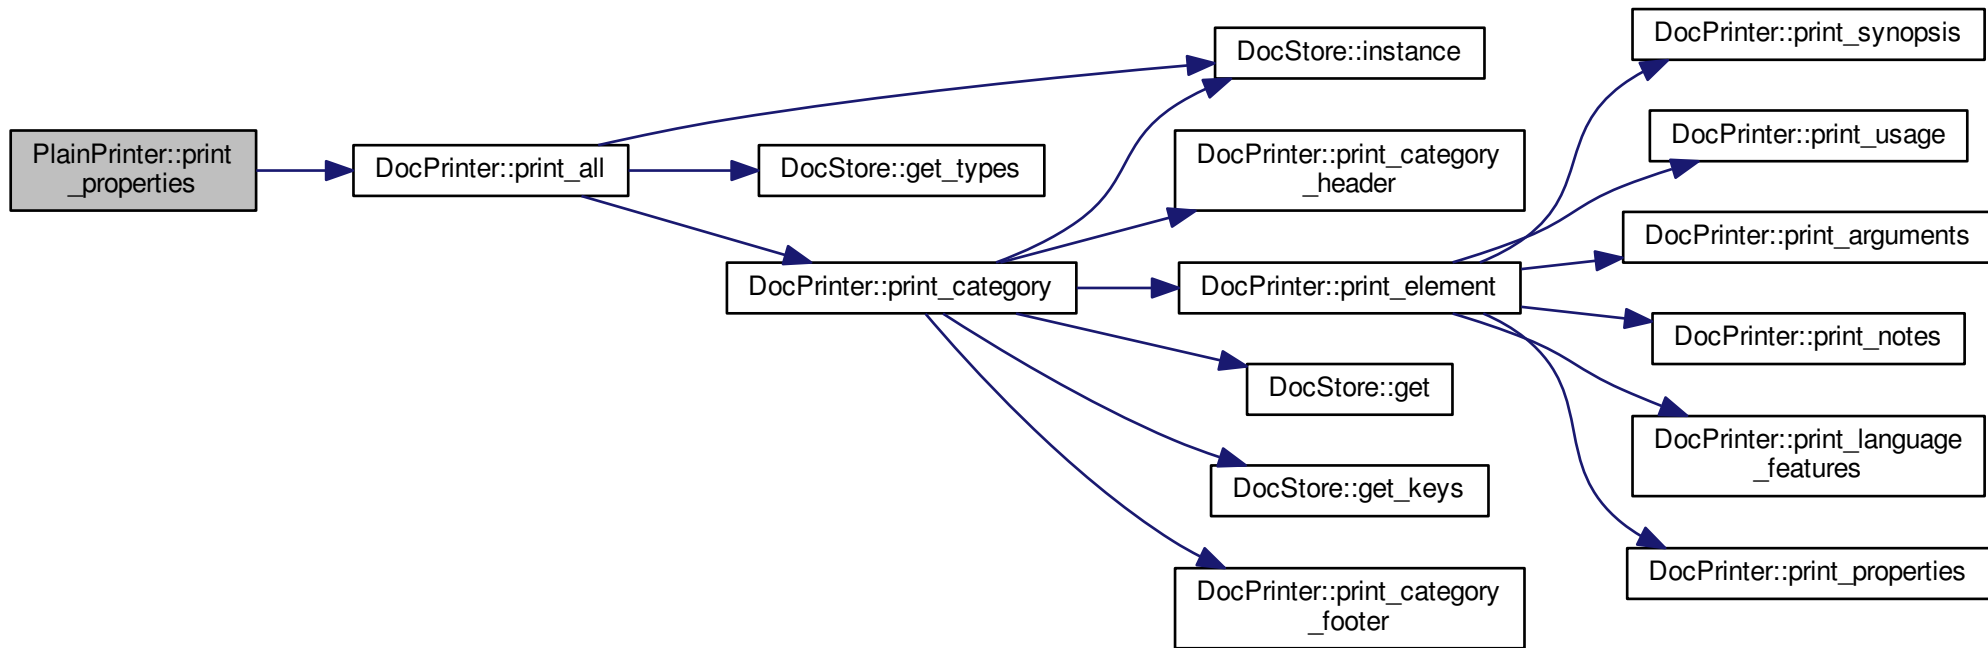 PlainPrinter::print
_properties
DocPrinter::print_all
DocStore::instance
DocStore::get_types
DocPrinter::print_category
_header
DocPrinter::print_category
DocPrinter::print_element
DocStore::get
DocStore::get_keys
DocPrinter::print_category
_footer
DocPrinter::print_synopsis
DocPrinter::print_usage
DocPrinter::print_arguments
DocPrinter::print_notes
DocPrinter::print_language
_features
DocPrinter::print_properties